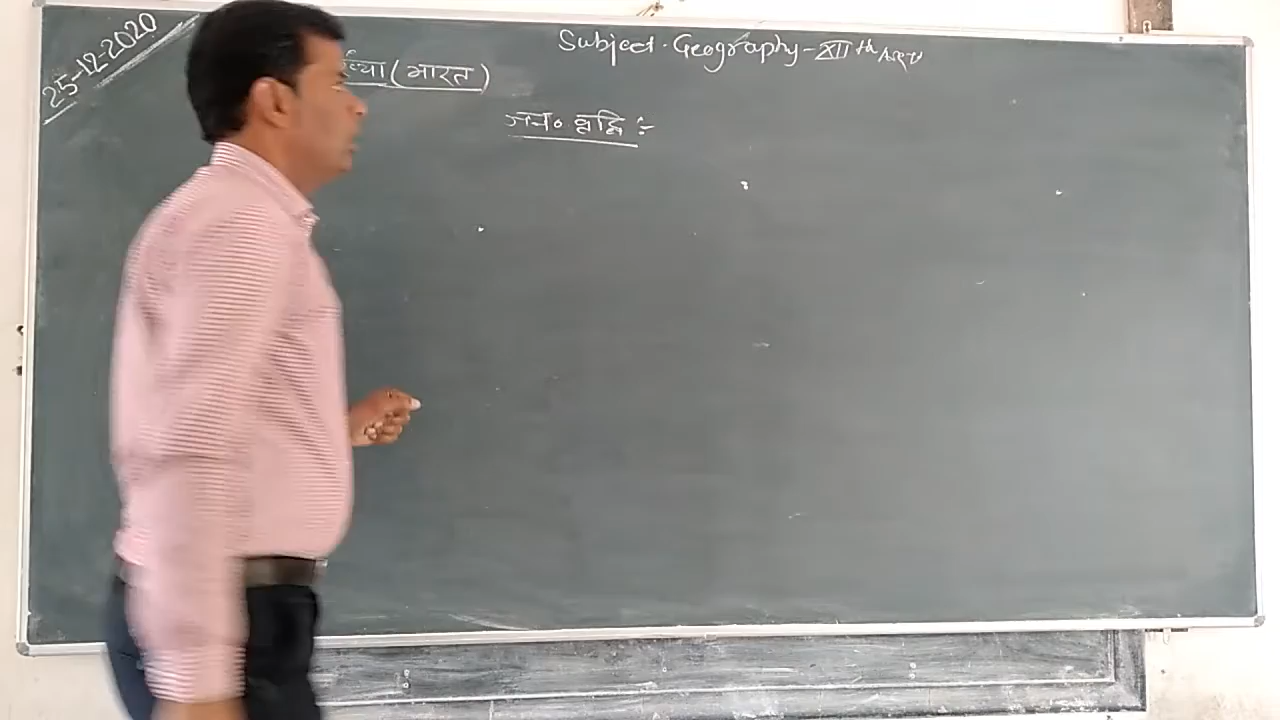 25-12-2020
Subject. Geography - XIIth Arts
(भारत)
जन० वृद्धि :-